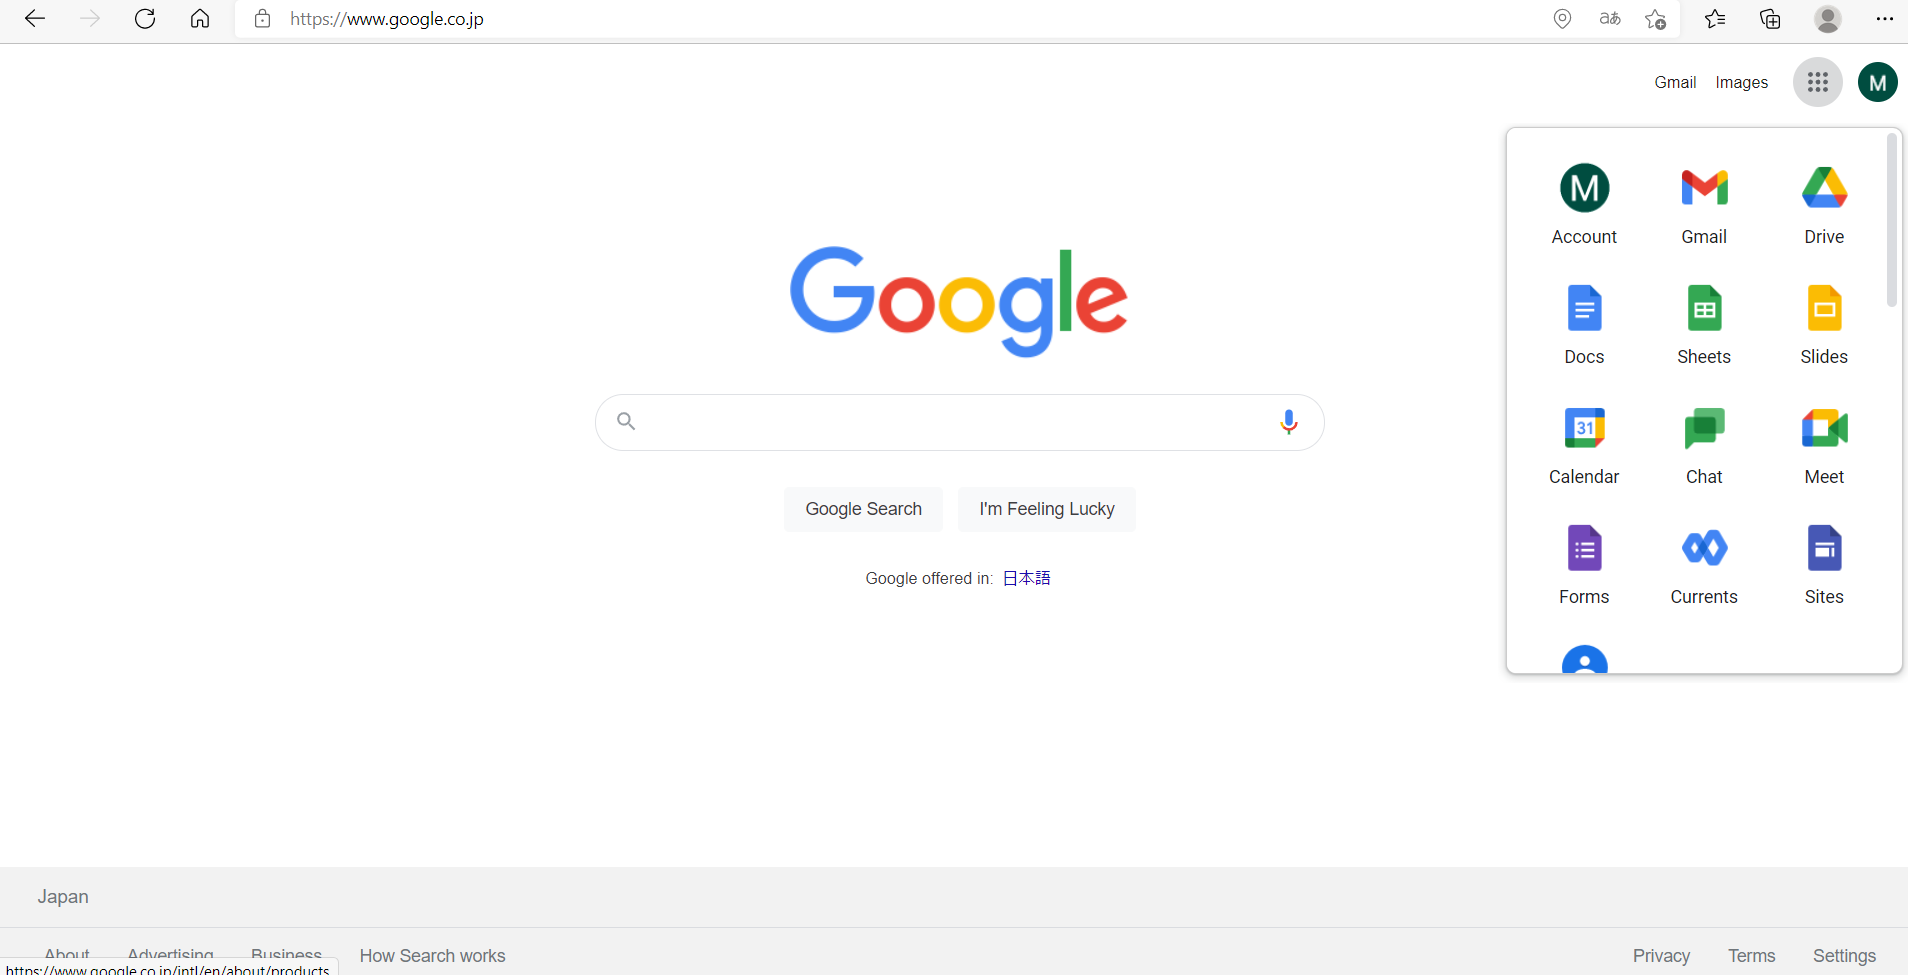 https://www.google.co.jp
Gmail Images M
M
Account Gmail Drive
Google
Docs Sheets Slides
31
Calendar Chat Meet
Google Search I'm Feeling Lucky
Google offered in: 日本語
Forms Currents Sites
Japan
About Advertising Business How Search works Privacy Terms Settings
https://www.google.co.jp/intl/en/about/products